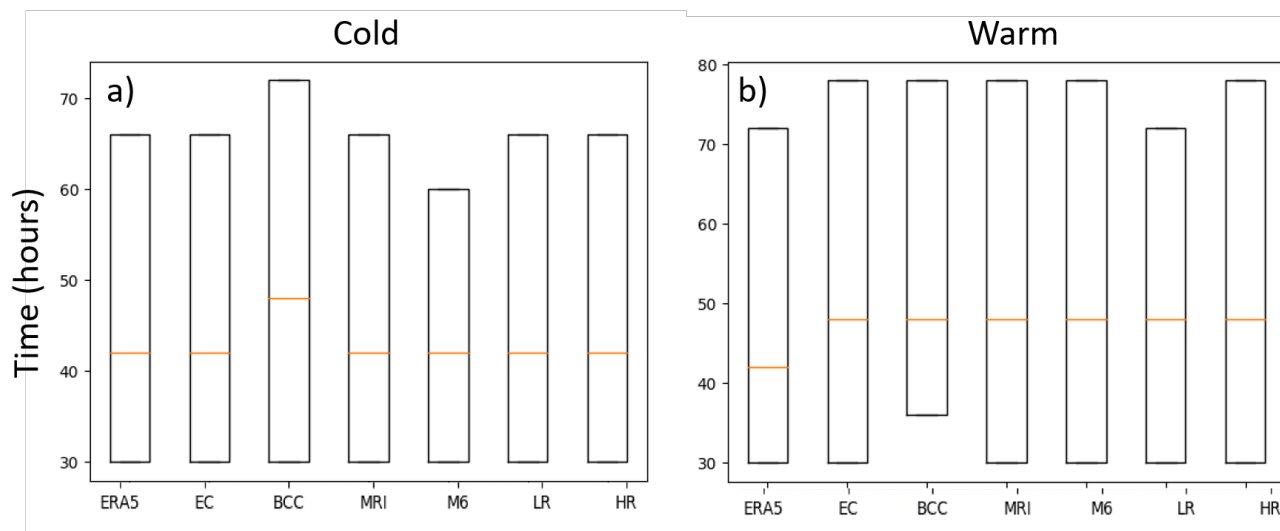 Cold
Warm
a)
b)
Time (hours)
70
60
50
40
30
80
70
60
50
40
30
ERA5 EC BCC MRI M6 LR HR
ERA5 EC BCC MRI M6 LR HR